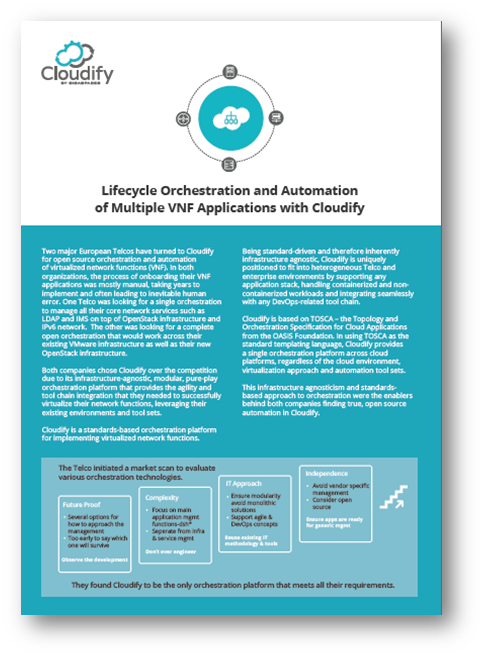 Cloudify
BY GIGASPACES
Lifecycle Orchestration and Automation
of Multiple VNF Applications with Cloudify
Two major European Telcos have turned to Cloudify
for open source orchestration and automation
of virtualized network functions (VNF). In both
organizations, the process of onboarding their VNF
applications was mostly manual, taking years to
implement and often leading to inevitable human
error. One Telco was looking for a single orchestration
to manage all their core network services such as
LDAP and IMS on top of OpenStack infrastructure and
IPv6 network. The other was looking for a complete
open orchestration that would work across their
existing VMware infrastructure as well as their new
OpenStack infrastructure.
Both companies chose Cloudify over the competition
due to its infrastructure-agnostic, modular, pure-play
orchestration platform that provides the agility and
tool chain integration that they needed to successfully
virtualize their network functions, leveraging their
existing environments and tool sets.
Cloudify is a standards-based orchestration platform
for implementing virtualized network functions.
Being standard-driven and therefore inherently
infrastructure agnostic, Cloudify is uniquely
positioned to fit into heterogeneous Telco and
enterprise environments by supporting any
application stack, handling containerized and non-
containerized workloads and integrating seamlessly
with any DevOps-related tool chain.
Cloudify is based on TOSCA – the Topology and
Orchestration Specification for Cloud Applications
from the OASIS Foundation. In using TOSCA as the
standard templating language, Cloudify provides
a single orchestration platform across cloud
platforms, regardless of the cloud environment,
virtualization approach and automation tool sets.
This infrastructure agnosticism and standards-
based approach to orchestration were the enablers
behind both companies finding true, open source
automation in Cloudify.
The Telco initiated a market scan to evaluate
various orchestration technologies.
Future Proof
• Several options for
how to approach the
management
• Too early to say which
one will survive
Observe the development
Complexity
• Focus on main
application mgmt
functions
• Seperate from infra
& service mgmt
Don't over engineer
IT Approach
• Ensure modularity
avoid monolithic
solutions
• Support agile &
DevOps concepts
Reuse existing IT
methodology & tools
Independence
• Avoid vendor specific
management
• Consider open
source
Ensure apps are ready
for generic mgmt
They found Cloudify to be the only orchestration platform that meets all their requirements.